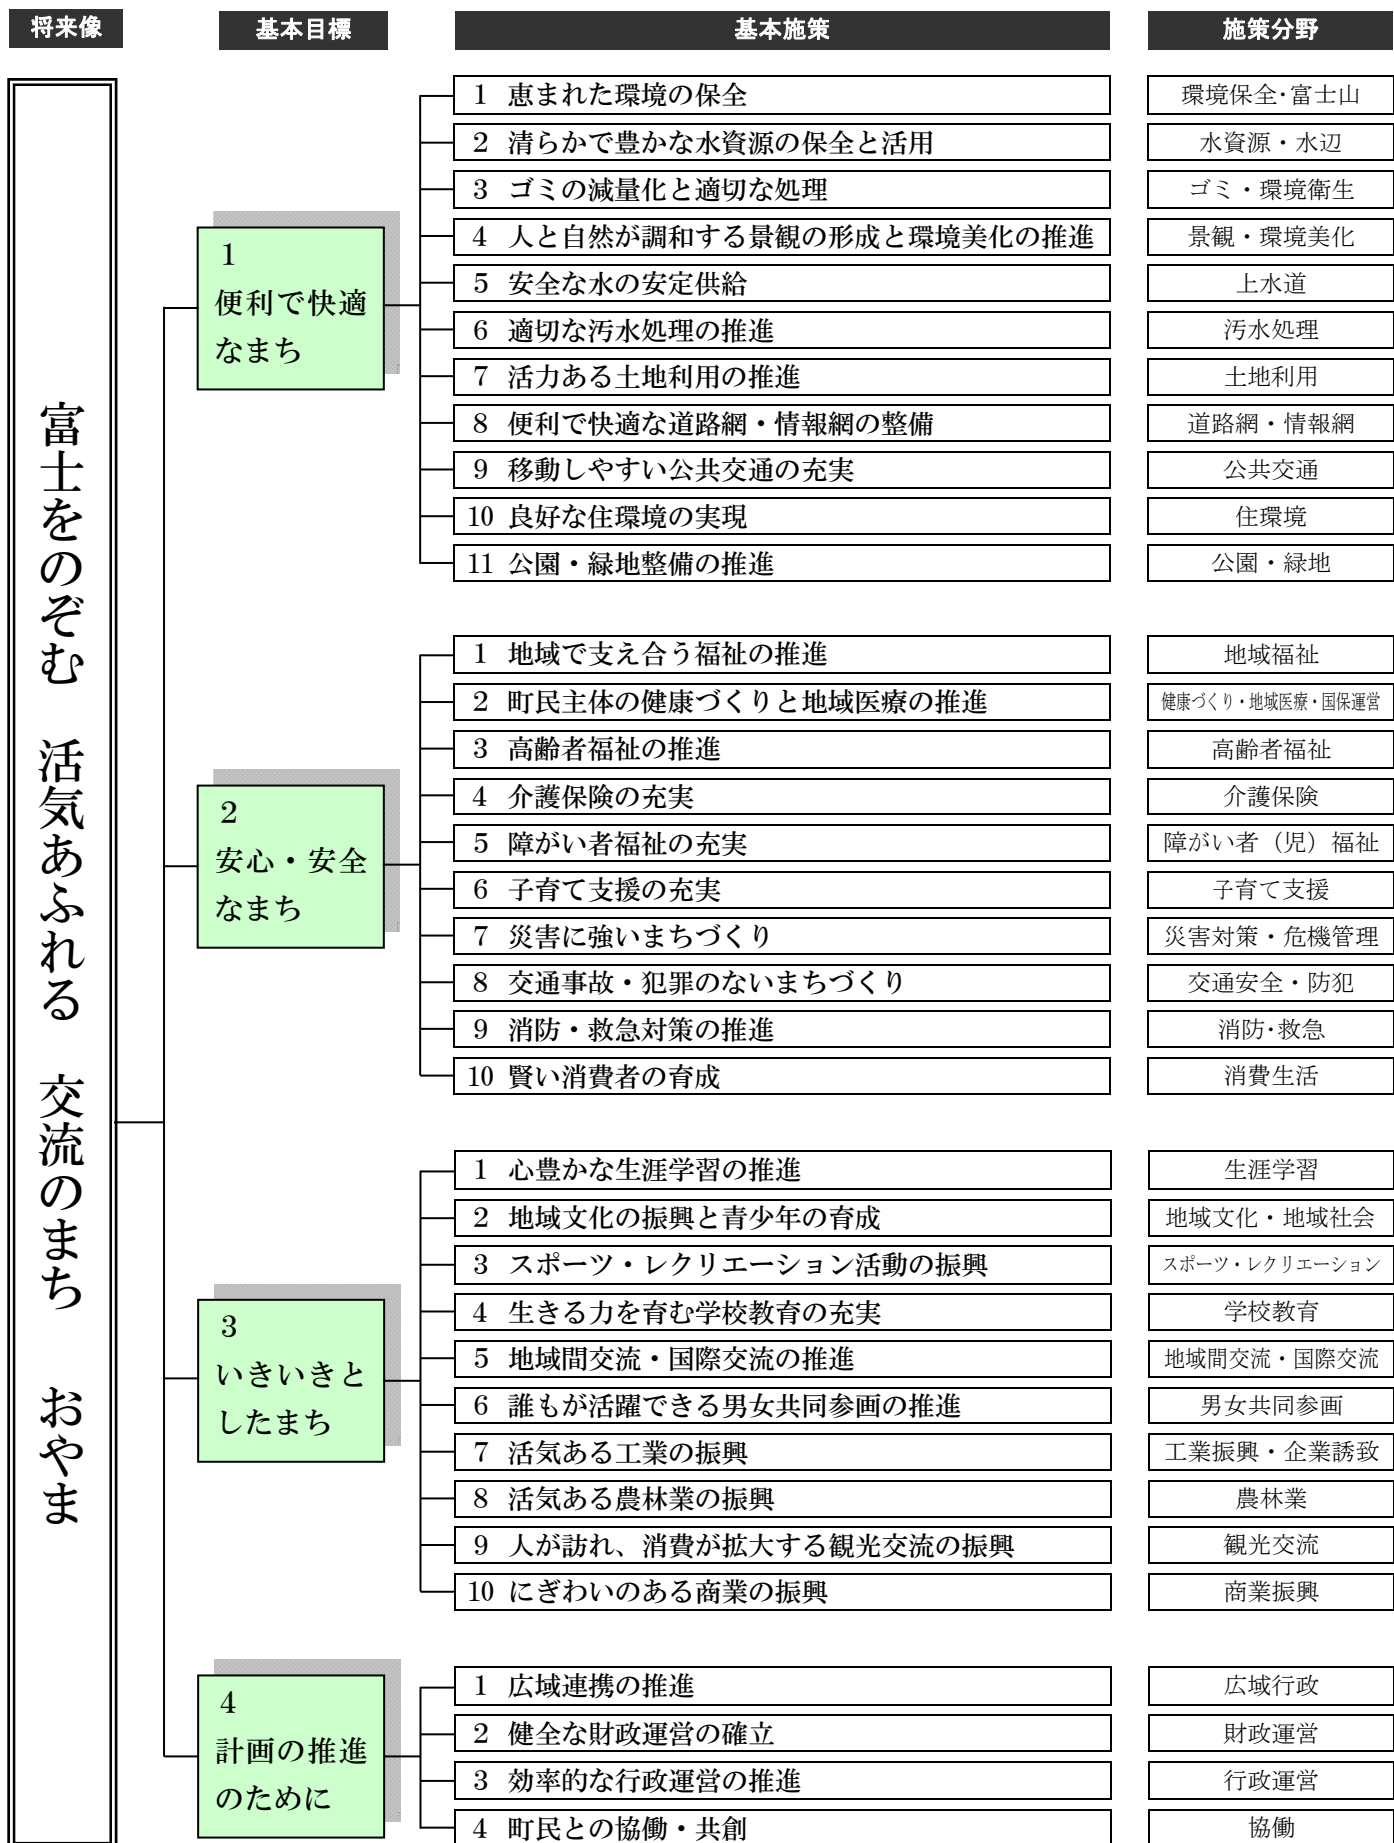 将来像
基本目標
基本施策
施策分野
富士をのぞむ　活気あふれる　交流のまち　おやま
1
便利で快適
なまち
1 恵まれた環境の保全
環境保全・富士山
2 清らかで豊かな水資源の保全と活用
水資源・水辺
3 ゴミの減量化と適切な処理
ゴミ・環境衛生
4 人と自然が調和する景観の形成と環境美化の推進
景観・環境美化
5 安全な水の安定供給
上水道
6 適切な汚水処理の推進
汚水処理
7 活力ある土地利用の推進
土地利用
8 便利で快適な道路網・情報網の整備
道路網・情報網
9 移動しやすい公共交通の充実
公共交通
10 良好な住環境の実現
住環境
11 公園・緑地整備の推進
公園・緑地
2
安心・安全
なまち
1 地域で支え合う福祉の推進
地域福祉
2 町民主体の健康づくりと地域医療の推進
健康づくり・地域医療・国保運営
3 高齢者福祉の推進
高齢者福祉
4 介護保険の充実
介護保険
5 障がい者福祉の充実
障がい者（児）福祉
6 子育て支援の充実
子育て支援
7 災害に強いまちづくり
災害対策・危機管理
8 交通事故・犯罪のないまちづくり
交通安全・防犯
9 消防・救急対策の推進
消防・救急
10 賢い消費者の育成
消費生活
3
いきいきと
したまち
1 心豊かな生涯学習の推進
生涯学習
2 地域文化の振興と青少年の育成
地域文化・地域社会
3 スポーツ・レクリエーション活動の振興
スポーツ・レクリエーション
4 生きる力を育む学校教育の充実
学校教育
5 地域間交流・国際交流の推進
地域間交流・国際交流
6 誰もが活躍できる男女共同参画の推進
男女共同参画
7 活気ある工業の振興
工業振興・企業誘致
8 活気ある農林業の振興
農林業
9 人が訪れ、消費が拡大する観光交流の振興
観光交流
10 にぎわいのある商業の振興
商業振興
4
計画の推進
のために
1 広域連携の推進
広域行政
2 健全な財政運営の確立
財政運営
3 効率的な行政運営の推進
行政運営
4 町民との協働・共創
協働